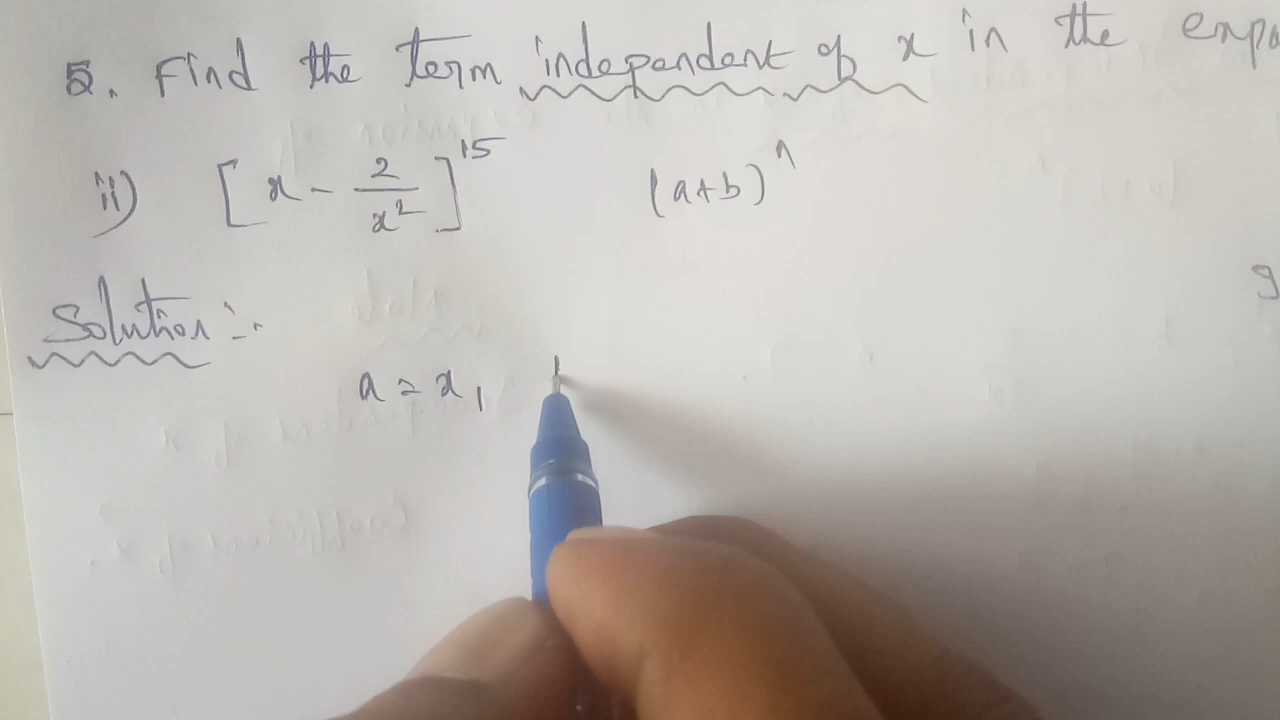 5. Find the term independent of x in the expa
ii) [x - 2/x²]^15 (a+b)^n
Solution :-
a = x,